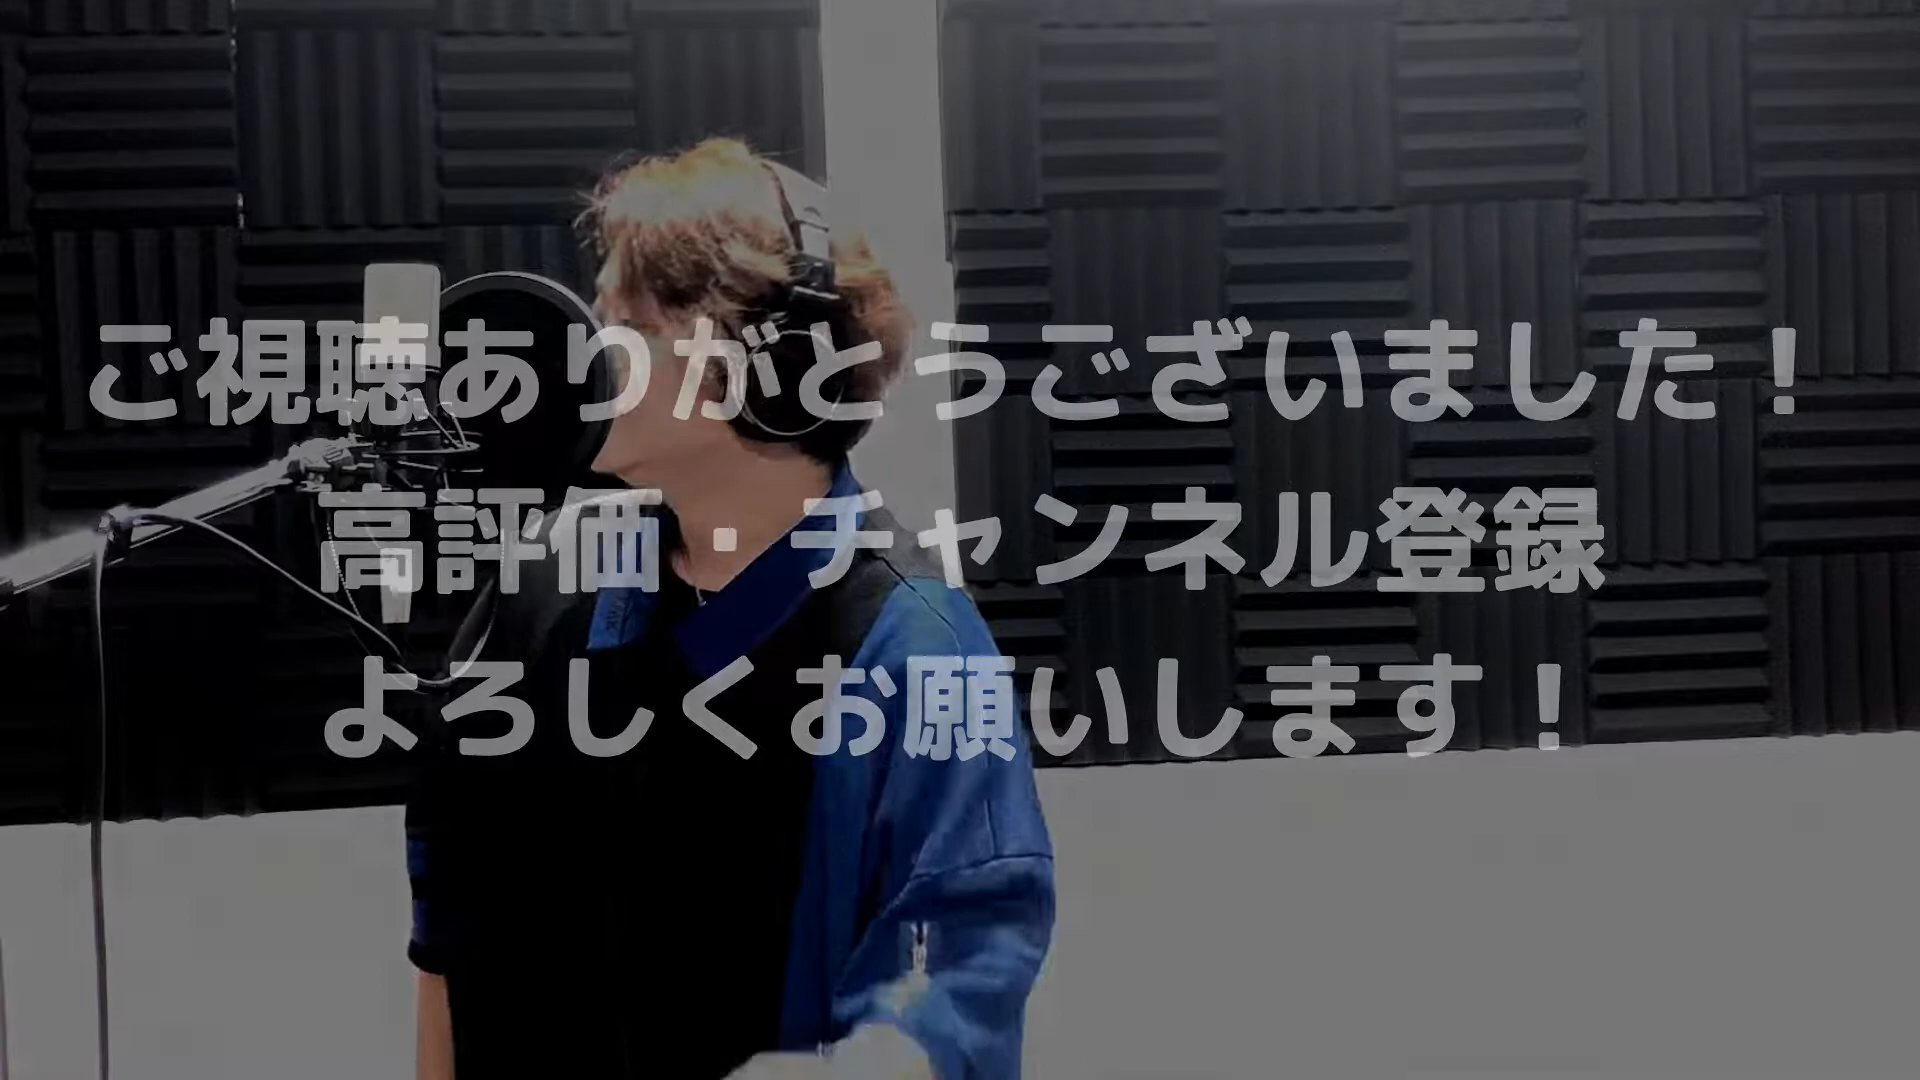 ご視聴ありがとうございました！
高評価・チャンネル登録
よろしくお願いします！